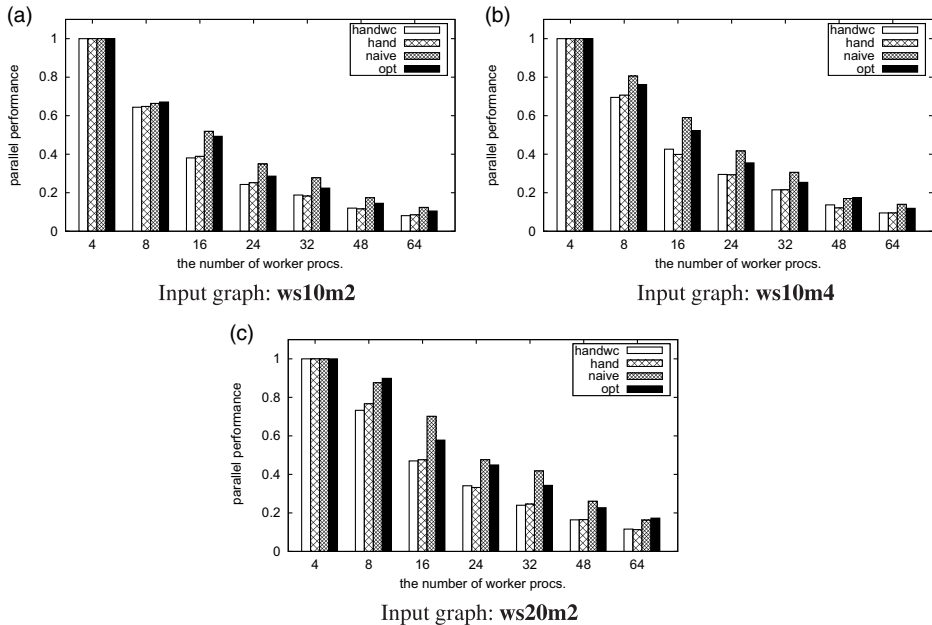 (a)
handwc
hand
naive
opt
1
0.8
0.6
0.4
0.2
0
parallel performance
4 8 16 24 32 48 64
the number of worker procs.
Input graph: ws10m2
(b)
handwc
hand
naive
opt
1
0.8
0.6
0.4
0.2
0
parallel performance
4 8 16 24 32 48 64
the number of worker procs.
Input graph: ws10m4
(c)
handwc
hand
naive
opt
1
0.8
0.6
0.4
0.2
0
parallel performance
4 8 16 24 32 48 64
the number of worker procs.
Input graph: ws20m2